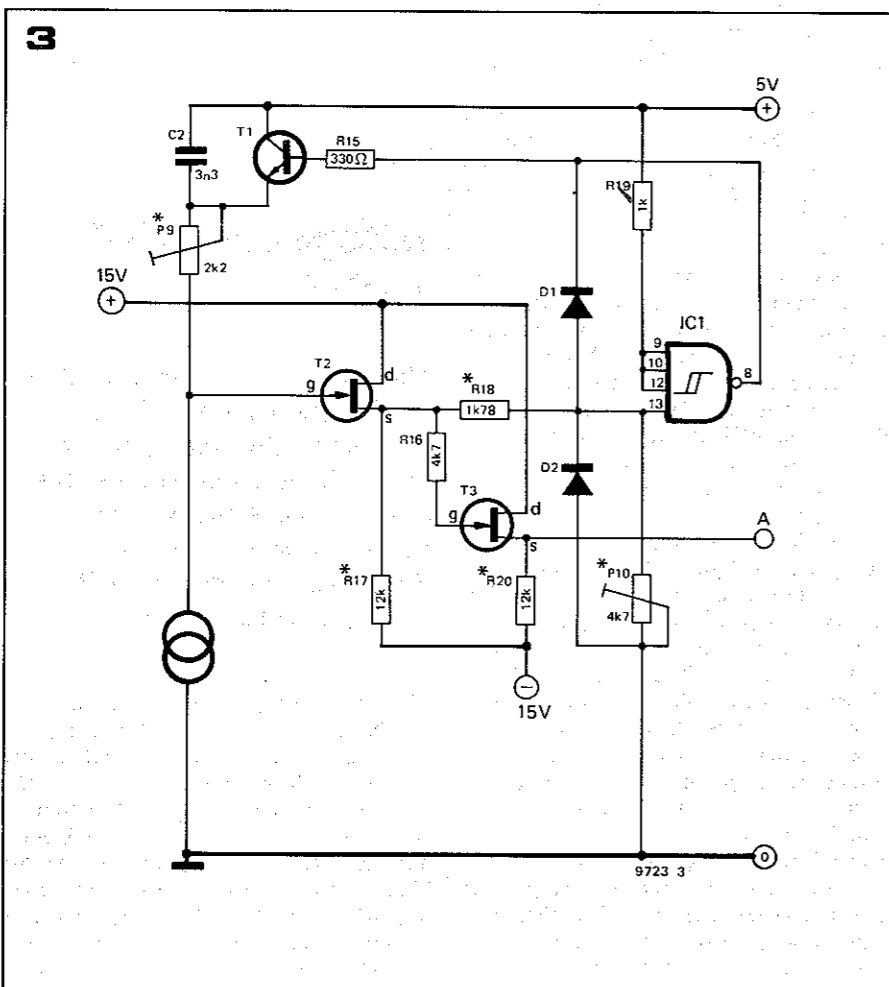 3
5V
+
C2
T1
R15
330Ω
3n3
R19
1k
*
P9
2k2
15V
+
D1
IC1
9
10
12
13
8
T2
g
d
s
*R18
1k78
R16
4k7
D2
T3
g
d
s
A
*R17
12k
*R20
12k
*P10
4k7
−
15V
0
9723 3